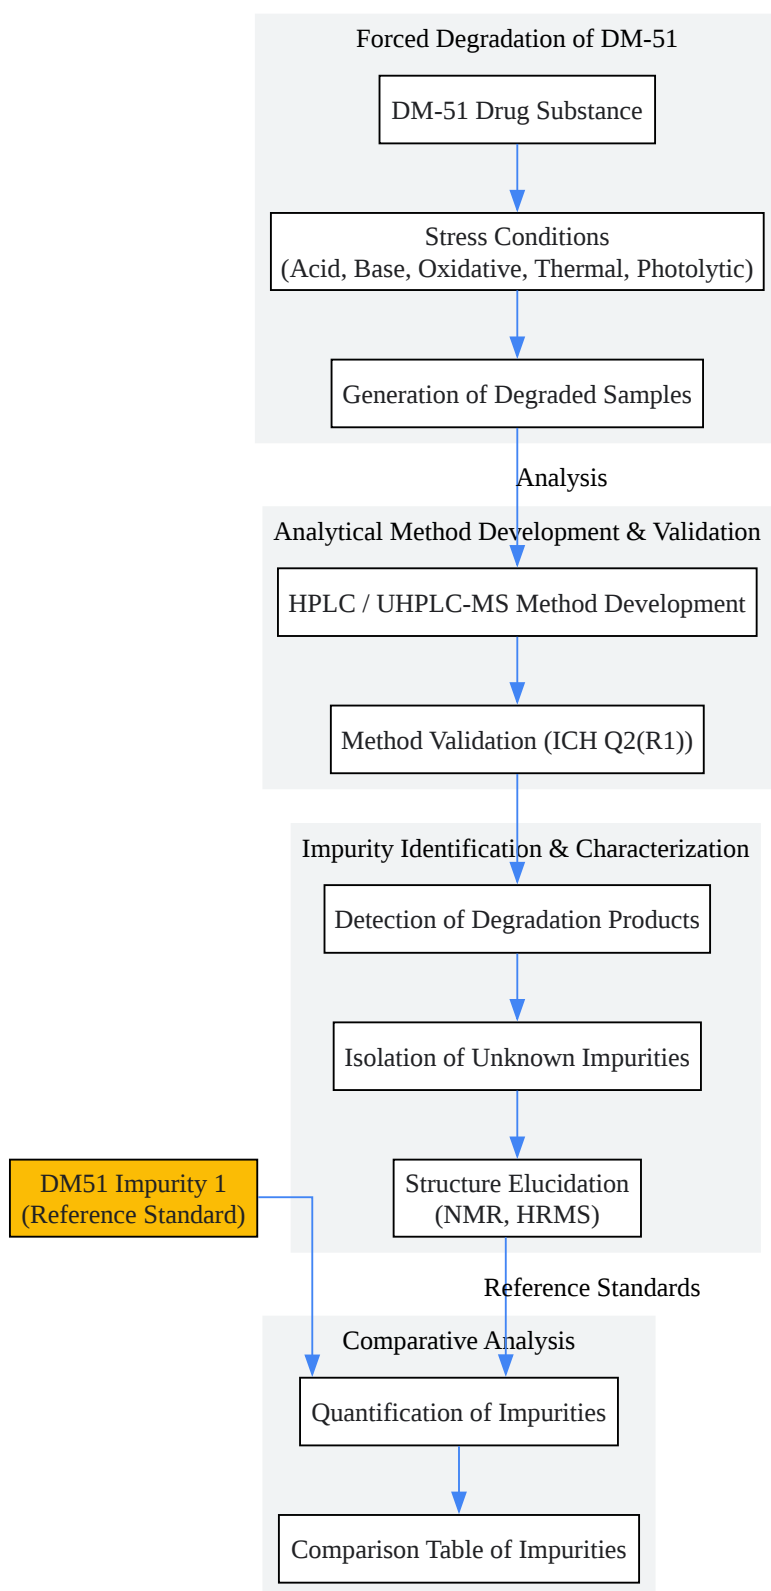 Forced Degradation of DM-51
DM-51 Drug Substance
Stress Conditions
(Acid, Base, Oxidative, Thermal, Photolytic)
Generation of Degraded Samples
Analysis
Analytical Method Development & Validation
HPLC / UHPLC-MS Method Development
Method Validation (ICH Q2(R1))
Impurity Identification & Characterization
Detection of Degradation Products
Isolation of Unknown Impurities
DM51 Impurity 1
(Reference Standard)
Structure Elucidation
(NMR, HRMS)
Reference Standards
Comparative Analysis
Quantification of Impurities
Comparison Table of Impurities